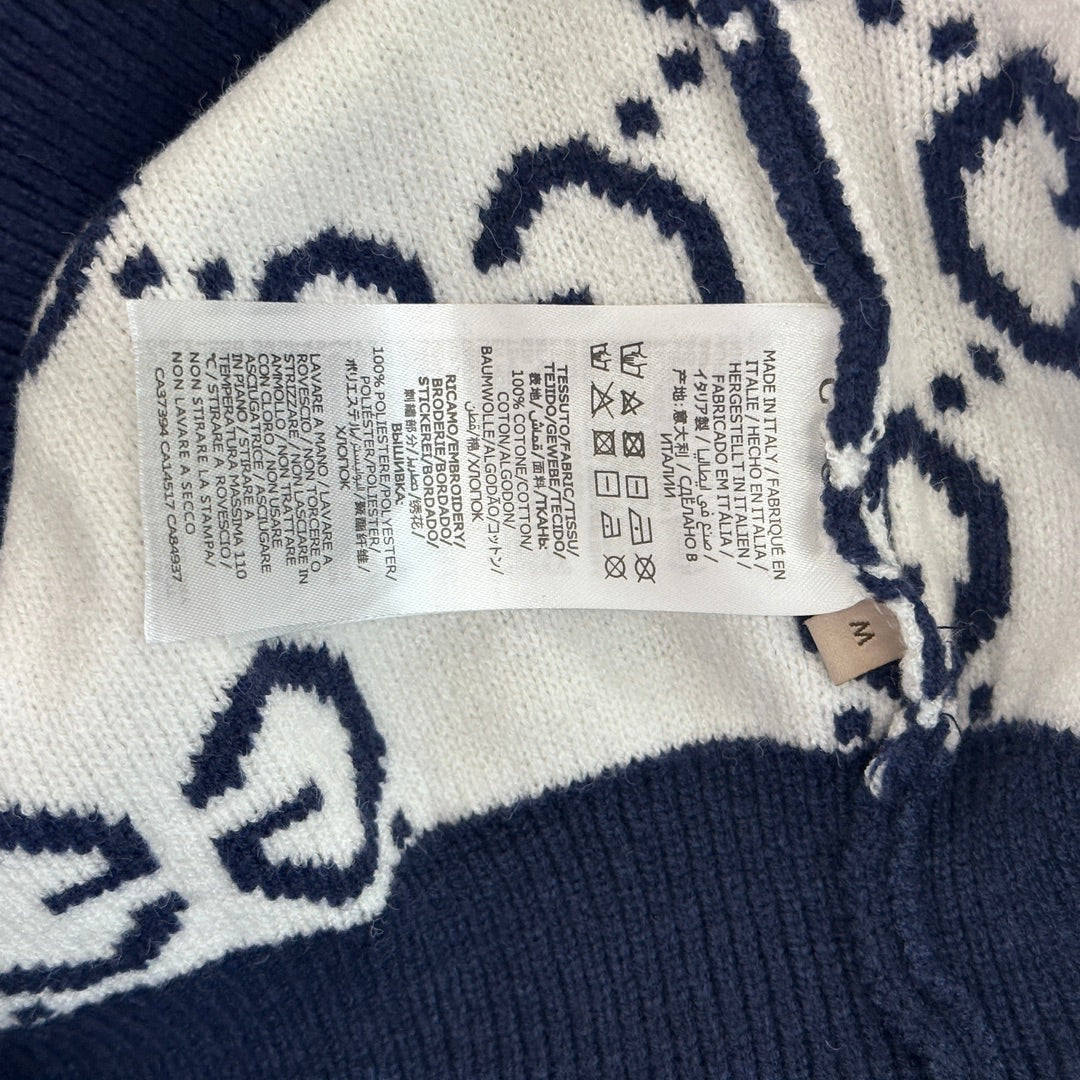 MADE IN ITALY / FABRIQUÉ EN
ITALIE / HECHO EN ITALIA /
HERGESTELLT IN ITALIEN /
FABRICADO EM ITÁLIA /
イタリア製 / صنع في إيطاليا /
产地: 意大利 / СДЕЛАНО В
ИТАЛИИ
TESSUTO/FABRIC/TISSU/
TEJIDO/GEWEBE/TECIDO/
表地/قماش/面料/ТКАНЬ:
100% COTONE/COTTON/
COTON/ALGODON/
BAUMWOLLE/ALGODÃO/コットン/
قطن/棉/ХЛОПОК
RICAMO/EMBROIDERY/
BRODERIE/BORDADO/
STICKEREI/BORDADO/
刺繍部分/تطريز/绣花/
ВЫШИВКА:
100% POLIESTERE/POLYESTER/
POLIÉSTER/POLYESTER/
ポリエステル/بوليستر/聚酯纤维/
ХЛОПОК
LAVARE A MANO / LAVARE A
ROVESCIO / NON TORCERE O
STRIZZARE / NON LASCIARE IN
AMMOLLO / NON TRATTARE
CON CLORO / NON USARE
ASCIUGATRICE / ASCIUGARE
IN PIANO / STIRARE A
TEMPERATURA MASSIMA 110
°C / STIRARE A ROVESCIO /
NON STIRARE LA STAMPA/
NON LAVARE A SECCO
CA37394 CA14517 CA84937
M